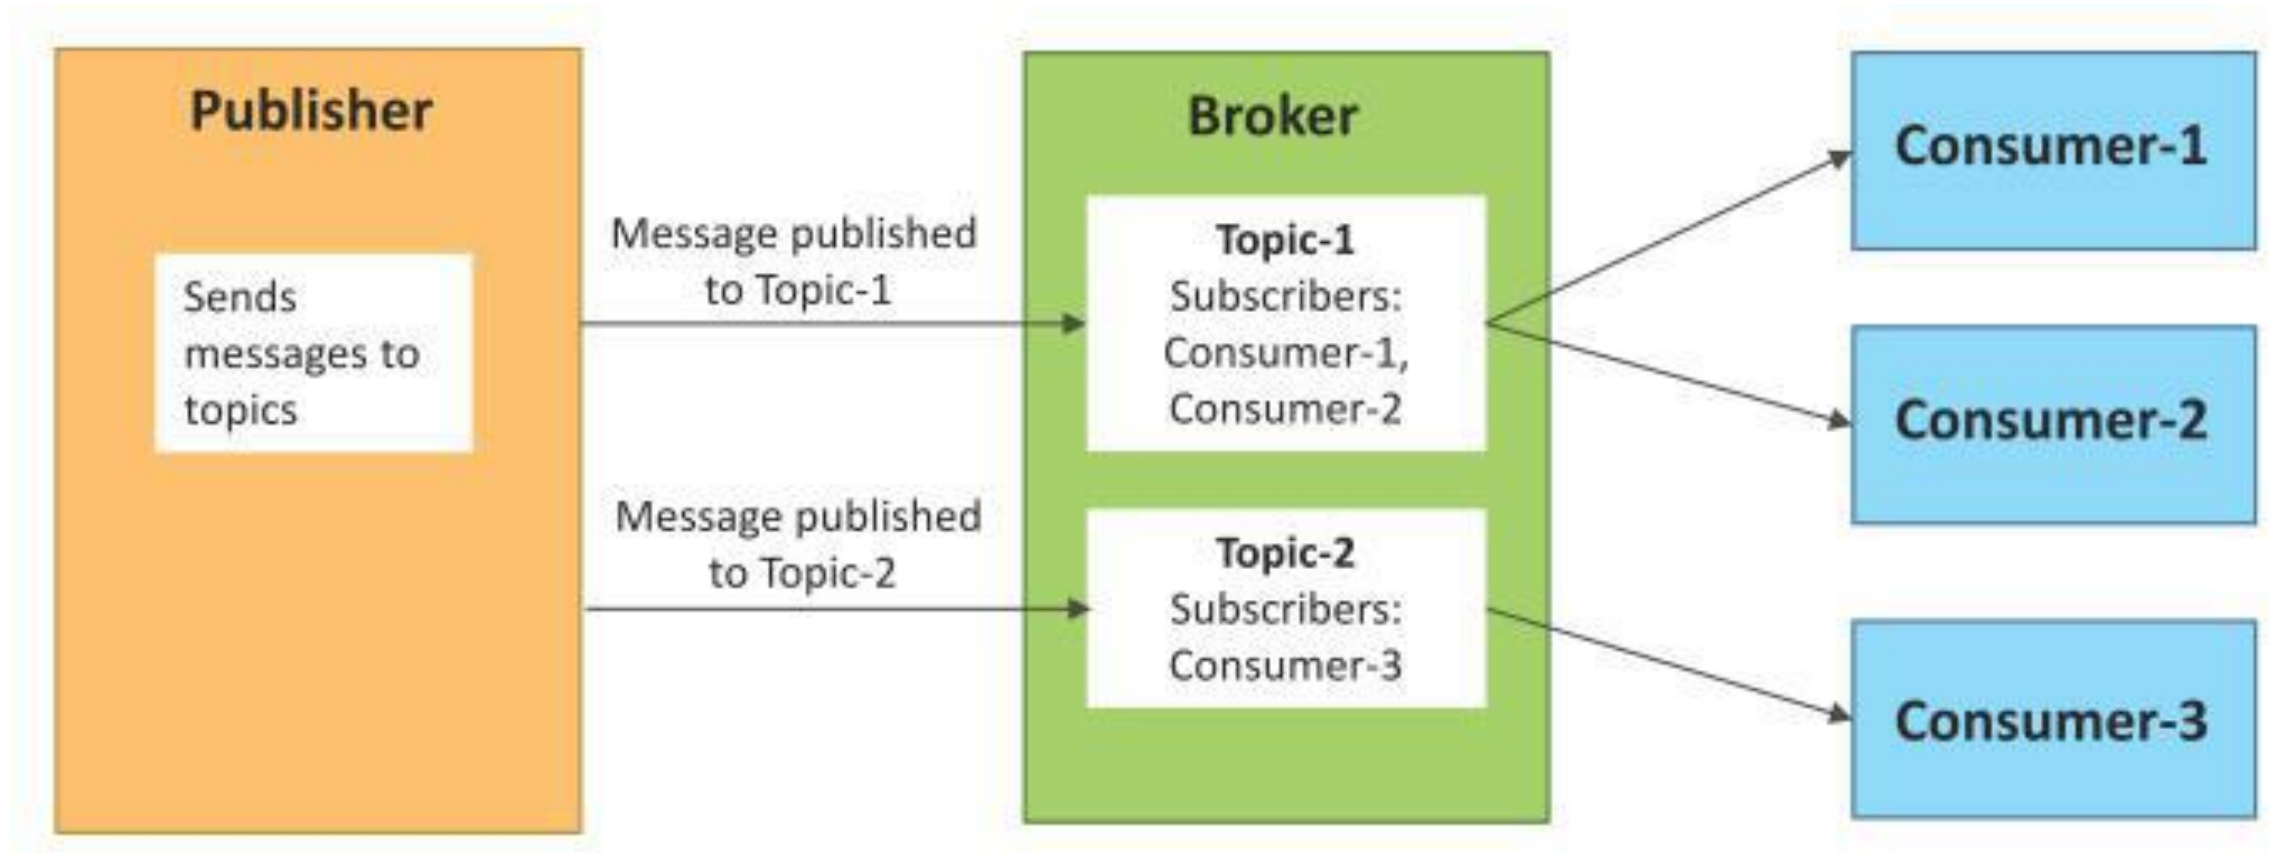 Publisher
Sends
messages to
topics
Message published
to Topic-1
Message published
to Topic-2
Broker
Topic-1
Subscribers:
Consumer-1,
Consumer-2
Topic-2
Subscribers:
Consumer-3
Consumer-1
Consumer-2
Consumer-3